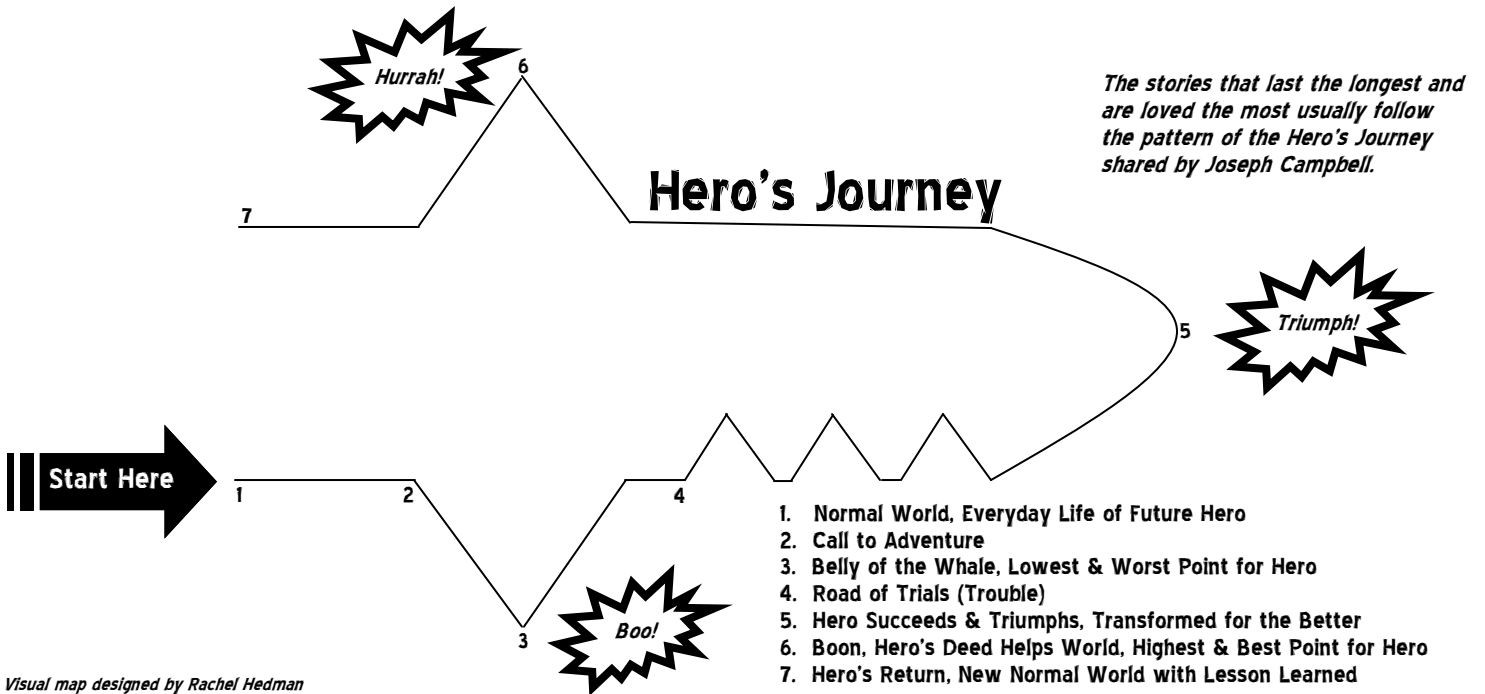 Hurrah!
6
The stories that last the longest and
are loved the most usually follow
the pattern of the Hero's Journey
shared by Joseph Campbell.
Hero's Journey
7
Triumph!
5
Start Here
1
2
4
3
Boo!
1. Normal World, Everyday Life of Future Hero
2. Call to Adventure
3. Belly of the Whale, Lowest & Worst Point for Hero
4. Road of Trials (Trouble)
5. Hero Succeeds & Triumphs, Transformed for the Better
6. Boon, Hero's Deed Helps World, Highest & Best Point for Hero
7. Hero's Return, New Normal World with Lesson Learned
Visual map designed by Rachel Hedman